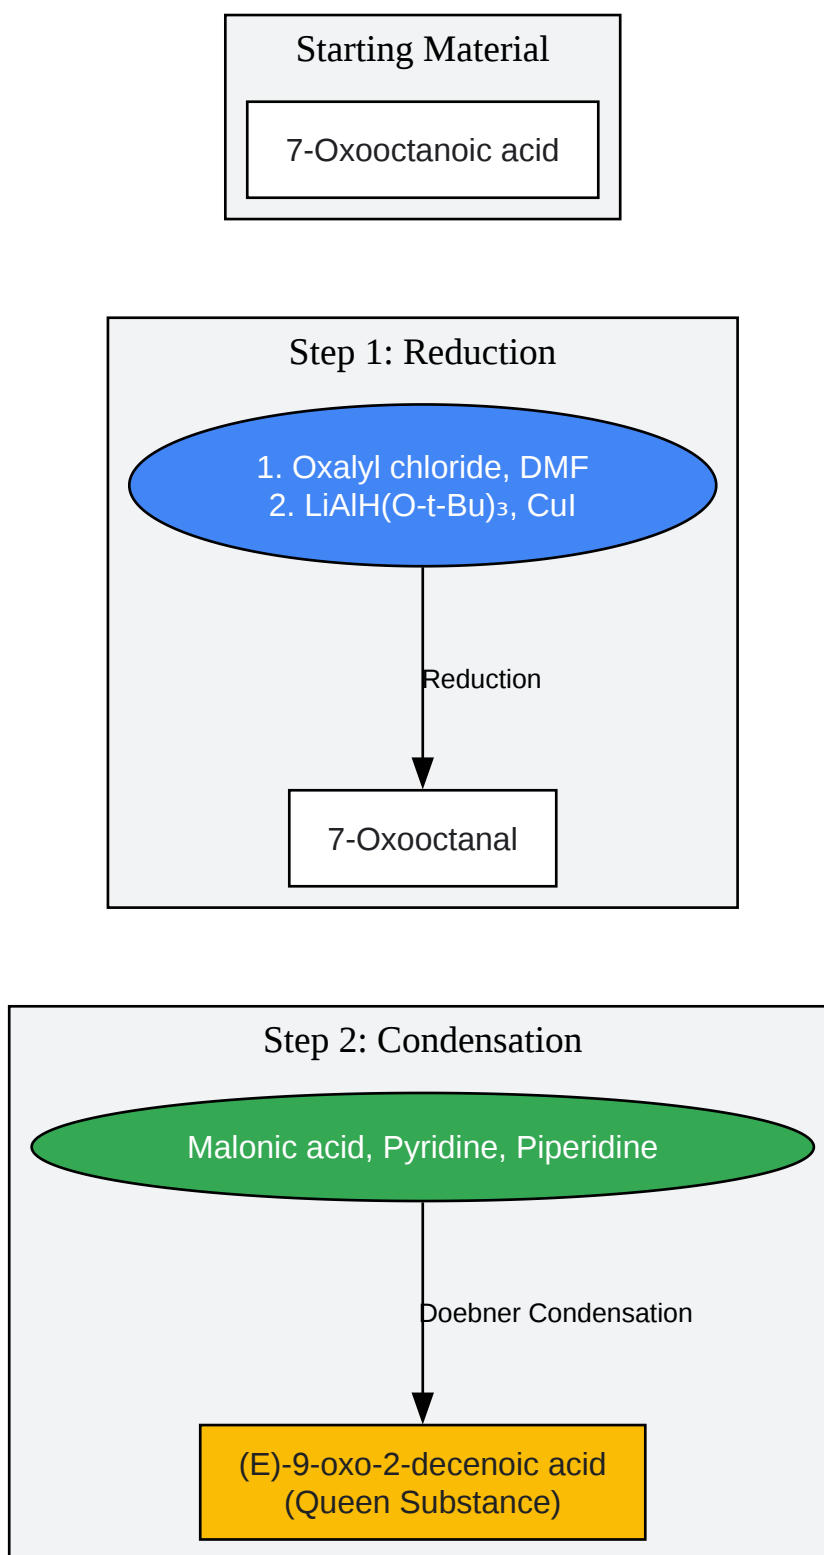 Starting Material
7-Oxooctanoic acid
Step 1: Reduction
1. Oxalyl chloride, DMF
2. LiAlH(O-t-Bu)₃, CuI
Reduction
7-Oxooctanal
Step 2: Condensation
Malonic acid, Pyridine, Piperidine
Doebner Condensation
(E)-9-oxo-2-decenoic acid
(Queen Substance)